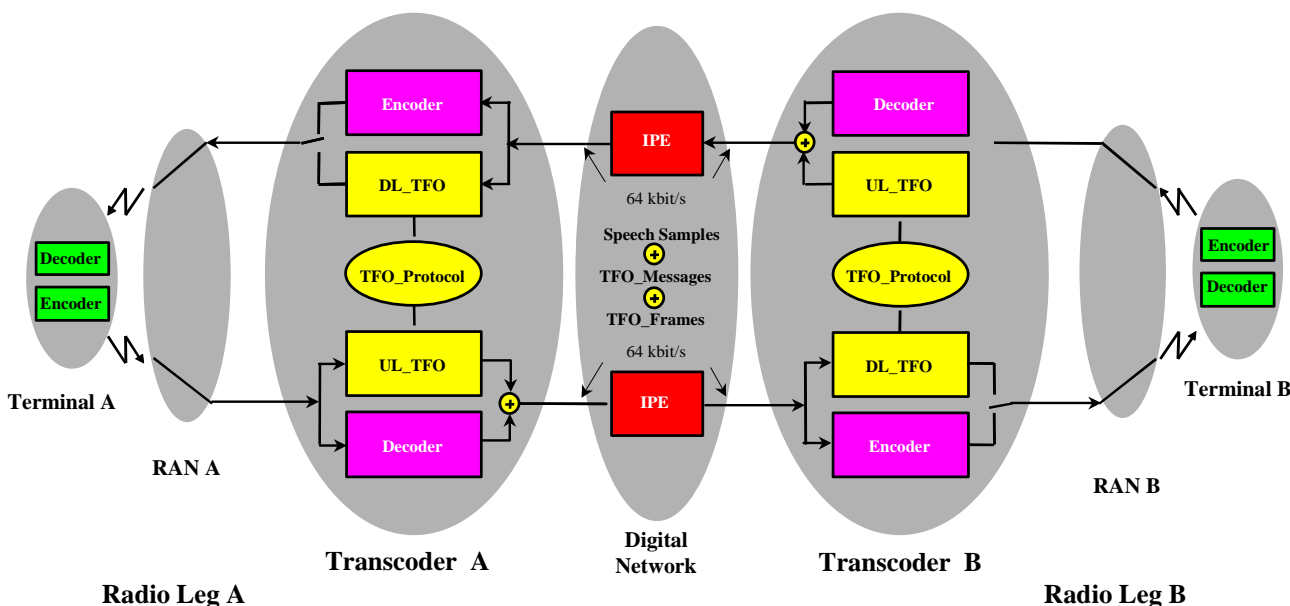 Encoder
Decoder
IPE
DL_TFO
UL_TFO
64 kbit/s
Speech Samples
+
TFO_Messages
+
TFO_Frames
64 kbit/s
+
Decoder
Encoder
TFO_Protocol
TFO_Protocol
Encoder
Decoder
UL_TFO
DL_TFO
Terminal A
Terminal B
+
IPE
Decoder
Encoder
RAN A
RAN B
Transcoder A
Digital
Network
Transcoder B
Radio Leg A
Radio Leg B